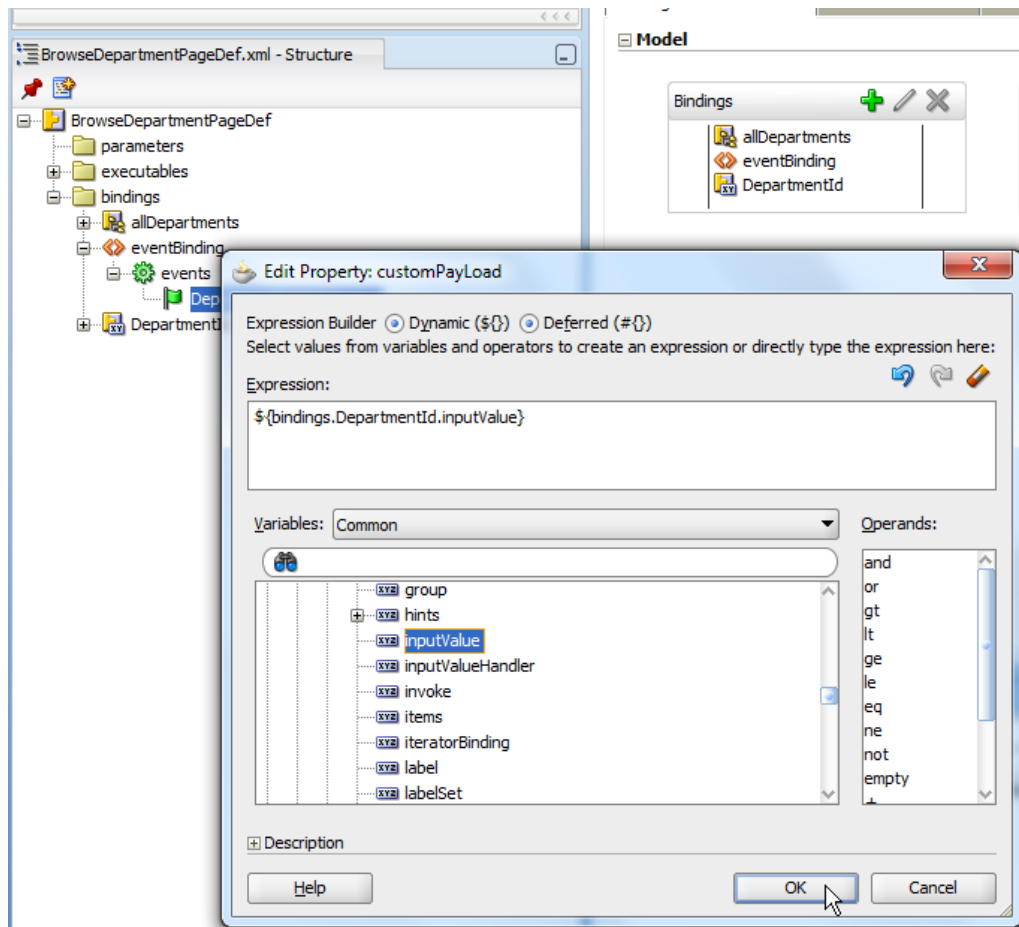 BrowseDepartmentPageDef.xml - Structure
BrowseDepartmentPageDef
parameters
executables
bindings
allDepartments
eventBinding
events
Dep
DepartmentI
Model
Bindings
allDepartments
eventBinding
DepartmentId
Edit Property: customPayLoad
Expression Builder Dynamic (${}) Deferred (#{})
Select values from variables and operators to create an expression or directly type the expression here:
Expression:
${bindings.DepartmentId.inputValue}
Variables: Common
Operands:
group
hints
inputValue
inputValueHandler
invoke
items
iteratorBinding
label
labelSet
and
or
gt
lt
ge
le
eq
ne
not
empty
+
Description
Help
OK
Cancel